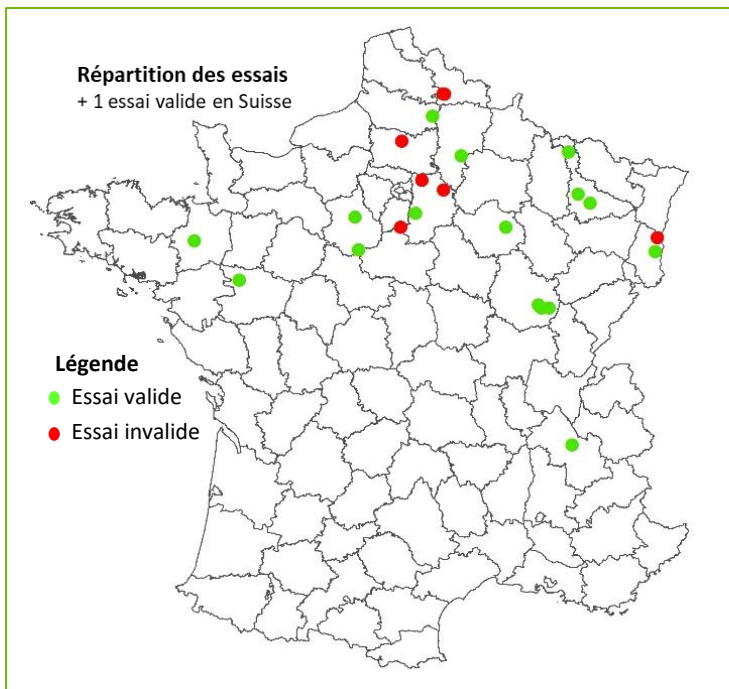 Répartition des essais
+ 1 essai valide en Suisse
Légende
Essai valide
Essai invalide